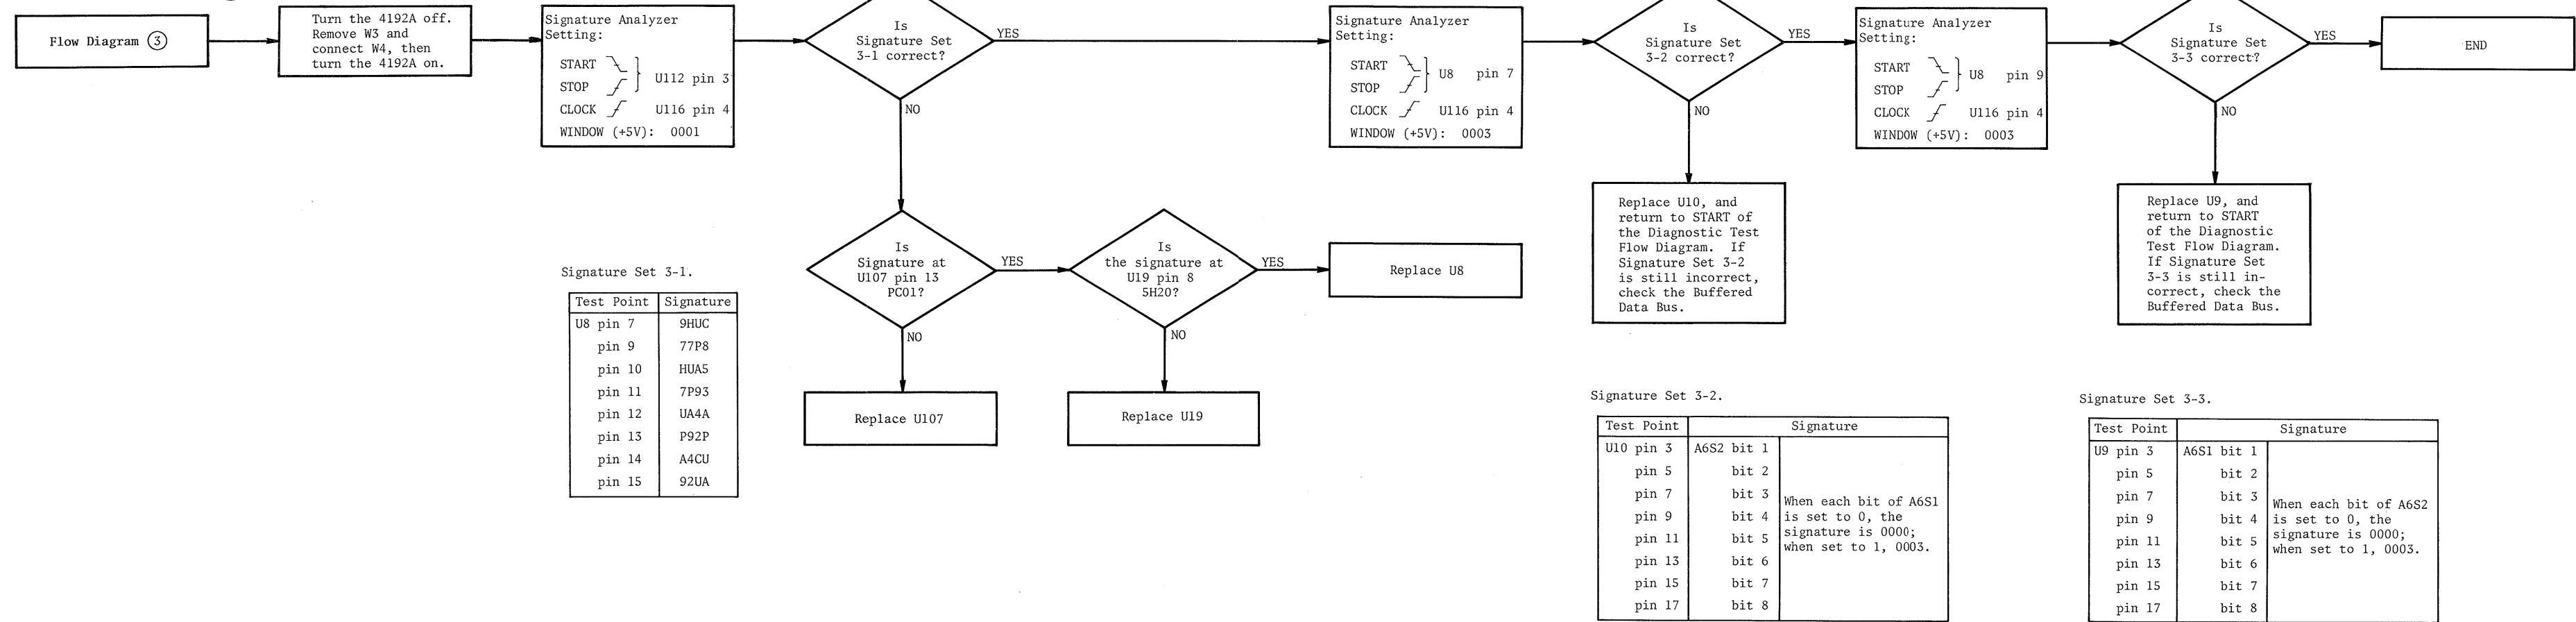 Flow Diagram 3
Turn the 4192A off.
Remove W3 and
connect W4, then
turn the 4192A on.
Signature Analyzer
Setting:
START
STOP
U112 pin 3
CLOCK U116 pin 4
WINDOW (+5V): 0001
Is
Signature Set
3-1 correct?
YES
NO
Signature Analyzer
Setting:
START
STOP
U8 pin 7
CLOCK U116 pin 4
WINDOW (+5V): 0003
Is
Signature Set
3-2 correct?
YES
NO
Signature Analyzer
Setting:
START
STOP
U8 pin 9
CLOCK U116 pin 4
WINDOW (+5V): 0003
Is
Signature Set
3-3 correct?
YES
NO
END
Is
Signature at
U107 pin 13
PC01?
YES
NO
Is
the signature at
U19 pin 8
5H20?
YES
NO
Replace U8
Replace U107
Replace U19
Replace U10, and
return to START of
the Diagnostic Test
Flow Diagram. If
Signature Set 3-2
is still incorrect,
check the Buffered
Data Bus.
Replace U9, and
return to START
of the Diagnostic
Test Flow Diagram.
If Signature Set
3-3 is still in-
correct, check the
Buffered Data Bus.
Signature Set 3-1.
Test Point Signature
U8 pin 7 9HUC
pin 9 77P8
pin 10 HUA5
pin 11 7P93
pin 12 UA4A
pin 13 P92P
pin 14 A4CU
pin 15 92UA
Signature Set 3-2.
Test Point Signature
U10 pin 3 A6S2 bit 1
pin 5 bit 2
pin 7 bit 3
pin 9 bit 4
pin 11 bit 5
pin 13 bit 6
pin 15 bit 7
pin 17 bit 8
When each bit of A6S1
is set to 0, the
signature is 0000;
when set to 1, 0003.
Signature Set 3-3.
Test Point Signature
U9 pin 3 A6S1 bit 1
pin 5 bit 2
pin 7 bit 3
pin 9 bit 4
pin 11 bit 5
pin 13 bit 6
pin 15 bit 7
pin 17 bit 8
When each bit of A6S2
is set to 0, the
signature is 0000;
when set to 1, 0003.